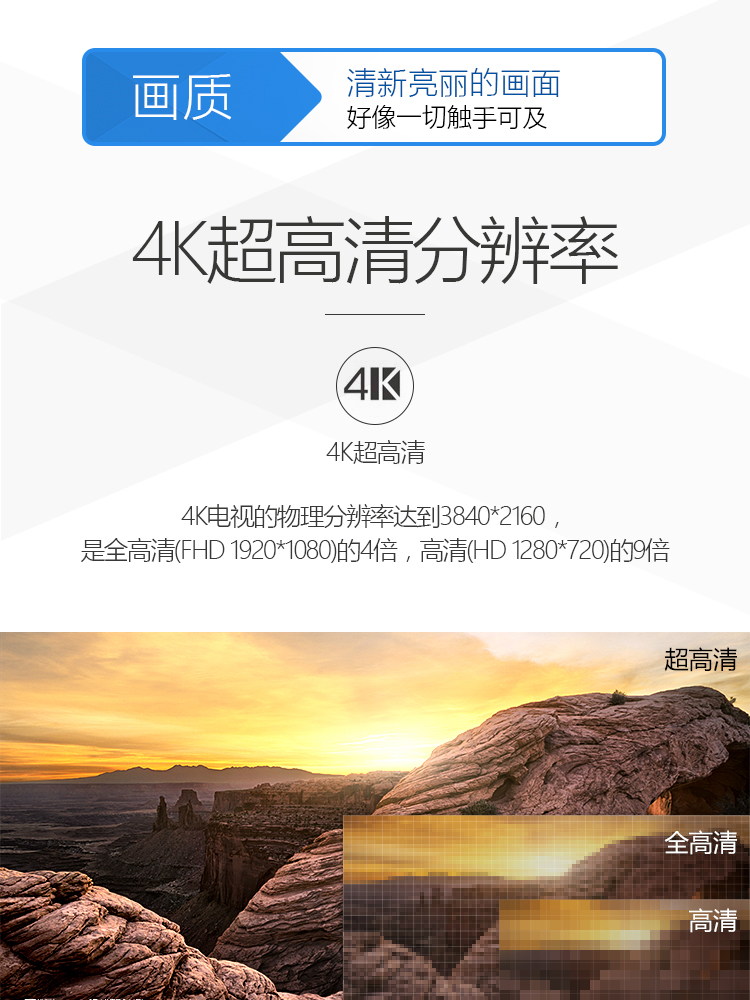 画质
清新亮丽的画面
好像一切触手可及
4K超高清分辨率
4K
4K超高清
4K电视的物理分辨率达到3840*2160，
是全高清(FHD 1920*1080)的4倍，高清(HD 1280*720)的9倍
超高清
全高清
高清